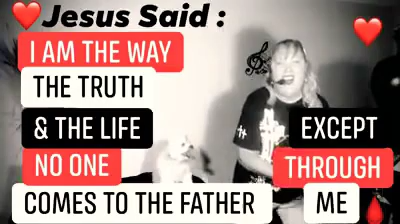 Jesus Said :
I AM THE WAY
THE TRUTH
& THE LIFE
NO ONE
COMES TO THE FATHER
EXCEPT
THROUGH
ME